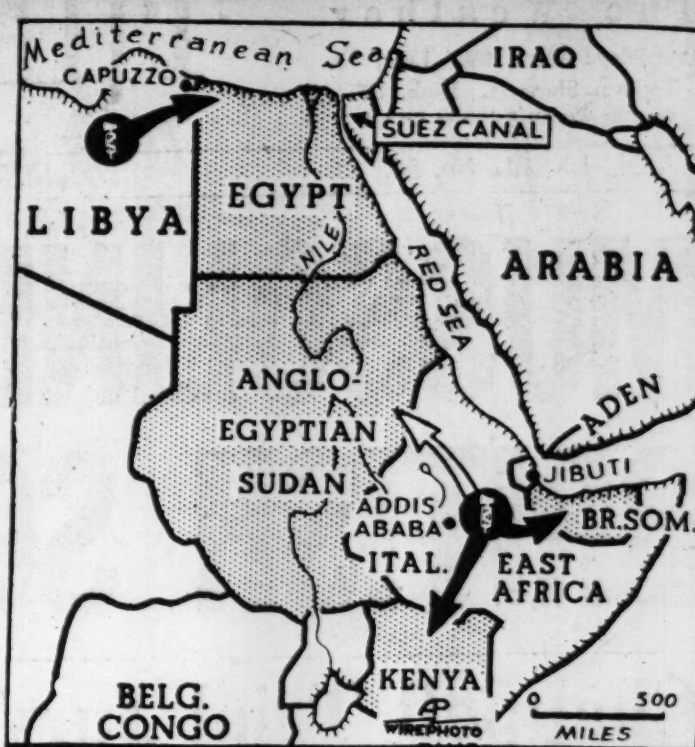 Mediterranean Sea
CAPUZZO
IRAQ
SUEZ CANAL
EGYPT
LIBYA
NILE
RED SEA
ARABIA
ANGLO-
EGYPTIAN
SUDAN
ADEN
JIBUTI
ADDIS
ABABA
BR. SOM.
ITAL. EAST
AFRICA
KENYA
BELG.
CONGO
AP
WIREPHOTO
0 500
MILES